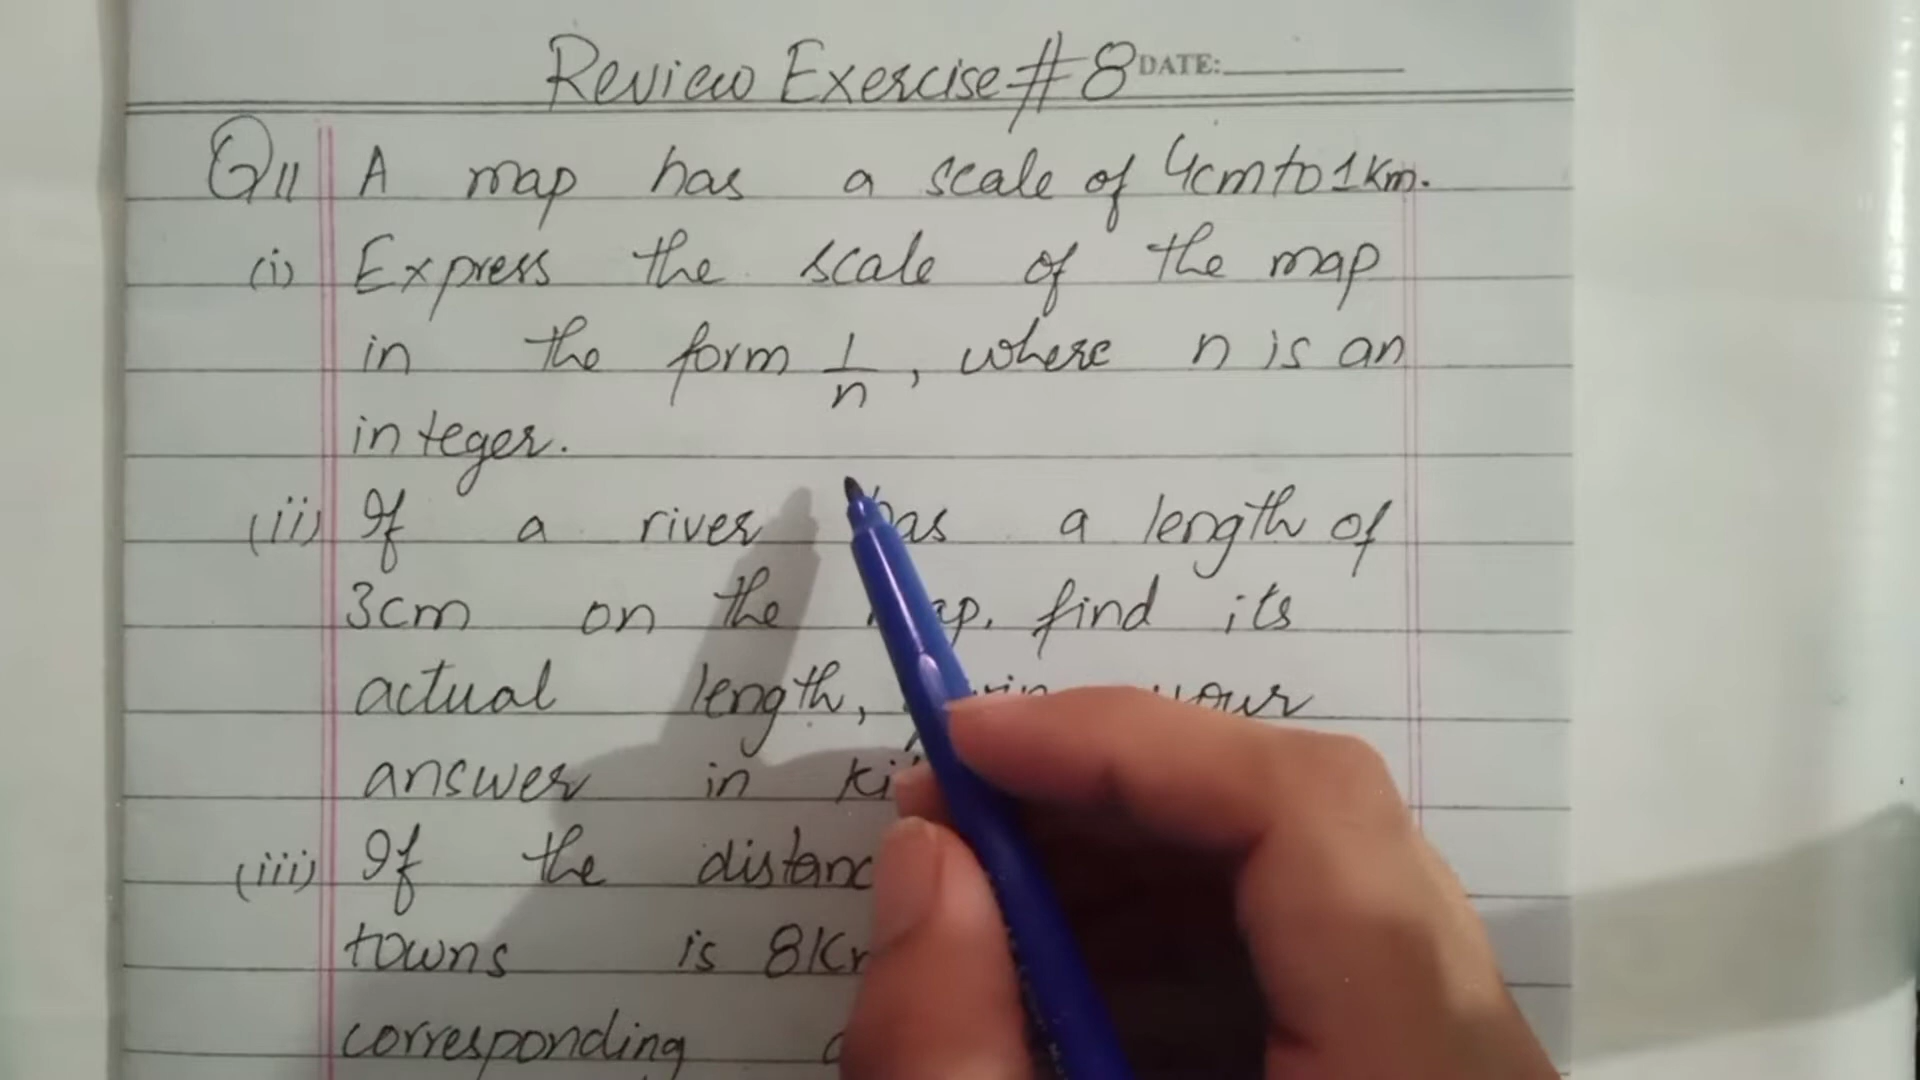 Review Exercise #8 DATE:
Q11 A map has a scale of 4cm to 1Km.
(i) Express the scale of the map
in the form 1/n, where n is an
integer.
(ii) If a river has a length of
3cm on the map. find its
actual length, your
answer in
(iii) If the
towns is
corresponding